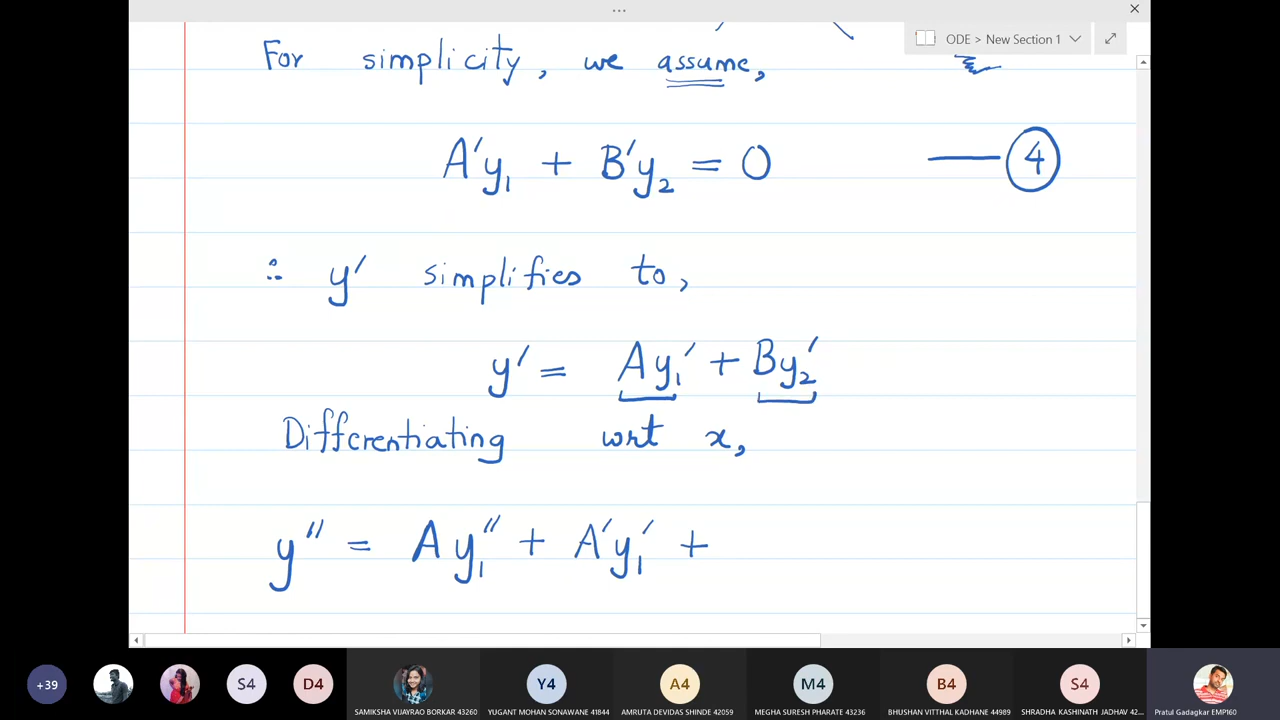 ODE > New Section 1
For simplicity, we assume,
A'y₁ + B'y₂ = 0 —— ④
∴ y' simplifies to,
y' = Ay₁' + By₂'
Differentiating wrt x,
y'' = Ay₁'' + A'y₁' +
+39
S4
D4
SAMIKSHA VIJAYRAO BORKAR 43260
Y4
YUGANT MOHAN SONAWANE 41844
A4
AMRUTA DEVIDAS SHINDE 42059
M4
MEGHA SURESH PHARATE 43236
B4
BHUSHAN VITTHAL KADHANE 44989
S4
SHRADHA KASHINATH JADHAV 42...
Pratul Gadagkar EMP160